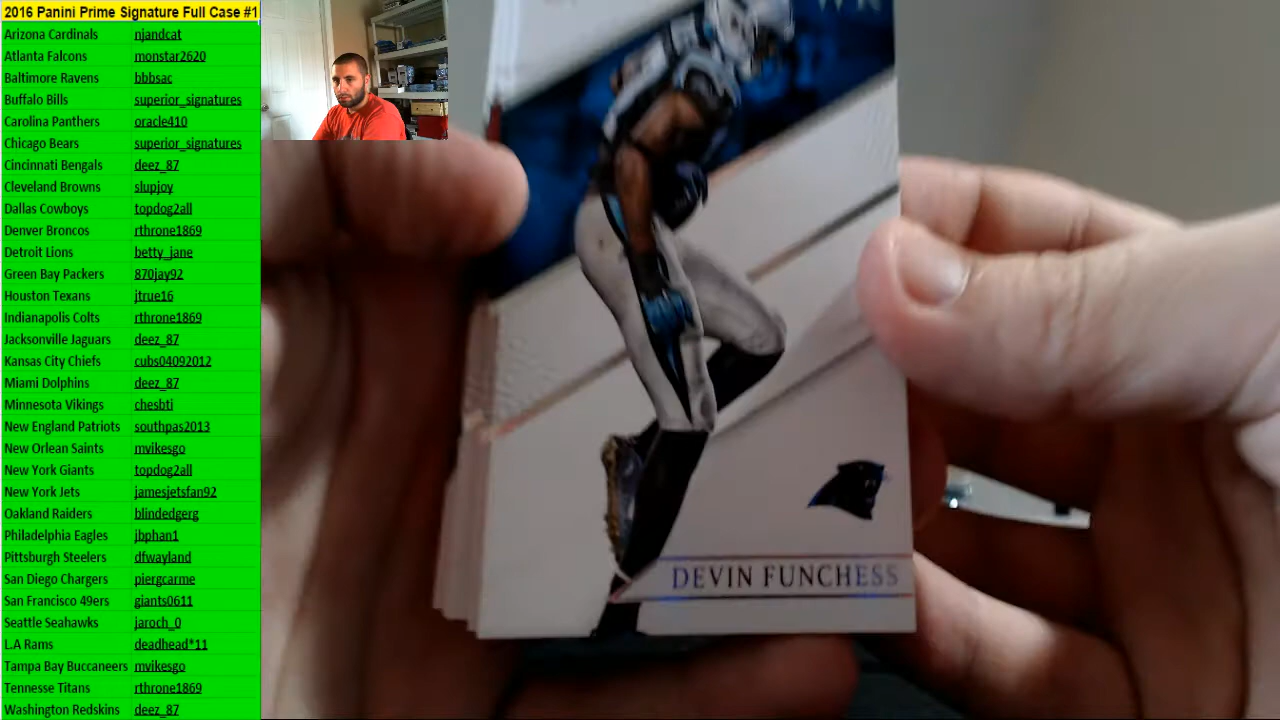 2016 Panini Prime Signature Full Case #1
Arizona Cardinals njandcat
Atlanta Falcons monstar2620
Baltimore Ravens bbbsac
Buffalo Bills superior_signatures
Carolina Panthers oracle410
Chicago Bears superior_signatures
Cincinnati Bengals deez_87
Cleveland Browns slupjoy
Dallas Cowboys topdog2all
Denver Broncos rthrone1869
Detroit Lions betty_jane
Green Bay Packers 870jay92
Houston Texans jtrue16
Indianapolis Colts rthrone1869
Jacksonville Jaguars deez_87
Kansas City Chiefs cubs04092012
Miami Dolphins deez_87
Minnesota Vikings chesbti
New England Patriots southpas2013
New Orlean Saints mvikesgo
New York Giants topdog2all
New York Jets jamesjetsfan92
Oakland Raiders blindedgerg
Philadelphia Eagles jbphan1
Pittsburgh Steelers dfwayland
San Diego Chargers piergcarme
San Francisco 49ers giants0611
Seattle Seahawks jaroch_0
L.A Rams deadhead*11
Tampa Bay Buccaneers mvikesgo
Tennesse Titans rthrone1869
Washington Redskins deez_87
WR
DEVIN FUNCHESS